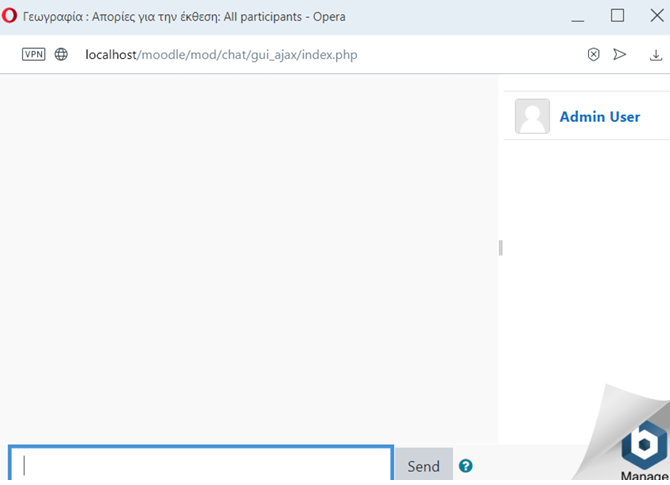 Γεωγραφία : Απορίες για την έκθεση: All participants - Opera
VPN localhost/moodle/mod/chat/gui_ajax/index.php
Admin User
Send
Manage